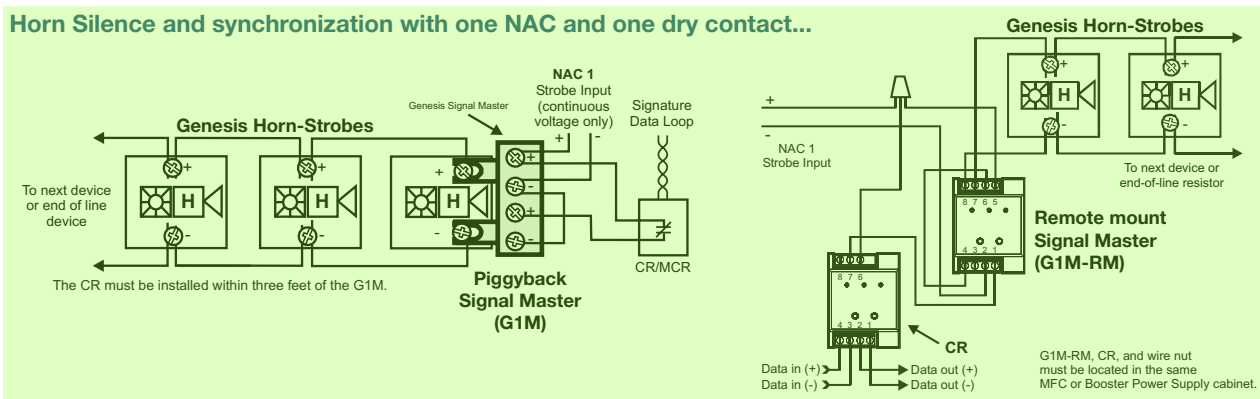 Horn Silence and synchronization with one NAC and one dry contact...
Genesis Horn-Strobes
Genesis Signal Master
NAC 1
Strobe Input
(continuous
voltage only)
+ -
Signature
Data Loop
+
+
+
-
-
-
H
H
H
+
-
+
-
To next device
or end of line
device
CR/MCR
The CR must be installed within three feet of the G1M.
Piggyback
Signal Master
(G1M)
Genesis Horn-Strobes
+
+
H
H
-
-
+
-
NAC 1
Strobe Input
To next device or
end-of-line resistor
8 7 6 5
4 3 2 1
Remote mount
Signal Master
(G1M-RM)
8 7 6
4 3 2 1
CR
Data in (+)
Data in (-)
Data out (+)
Data out (-)
G1M-RM, CR, and wire nut
must be located in the same
MFC or Booster Power Supply cabinet.